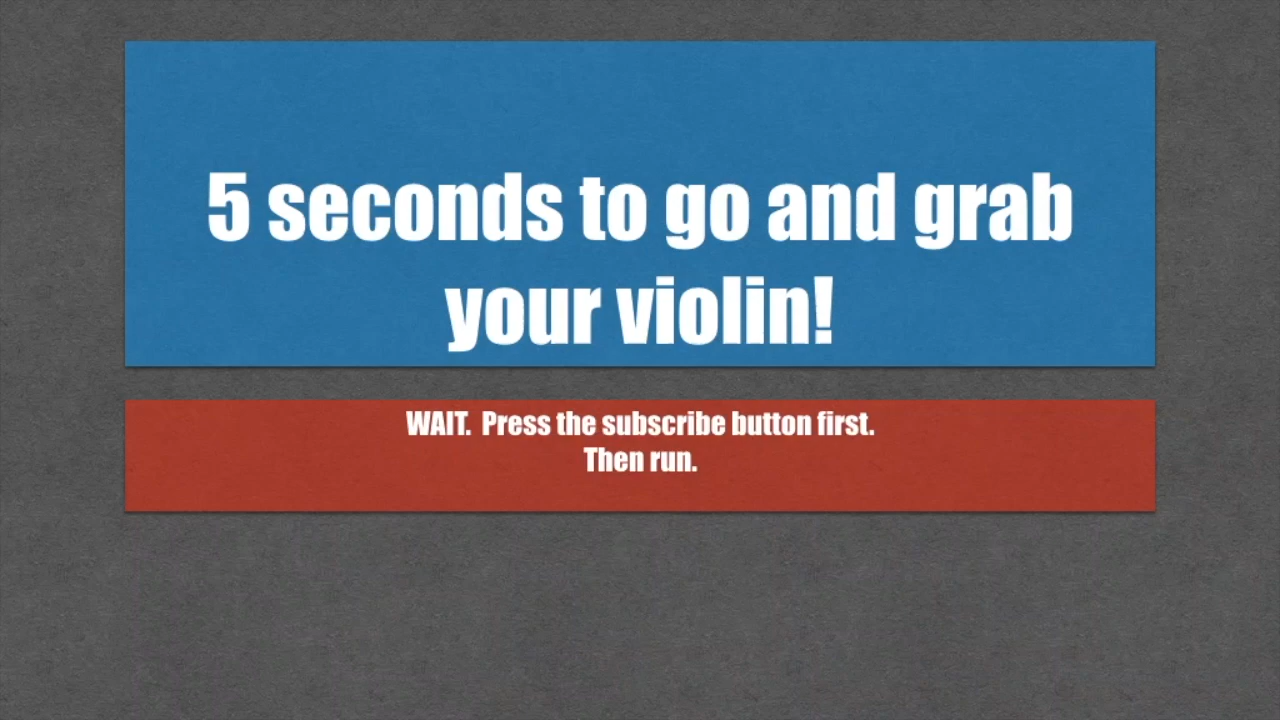 5 seconds to go and grab
your violin!
WAIT.  Press the subscribe button first.
Then run.